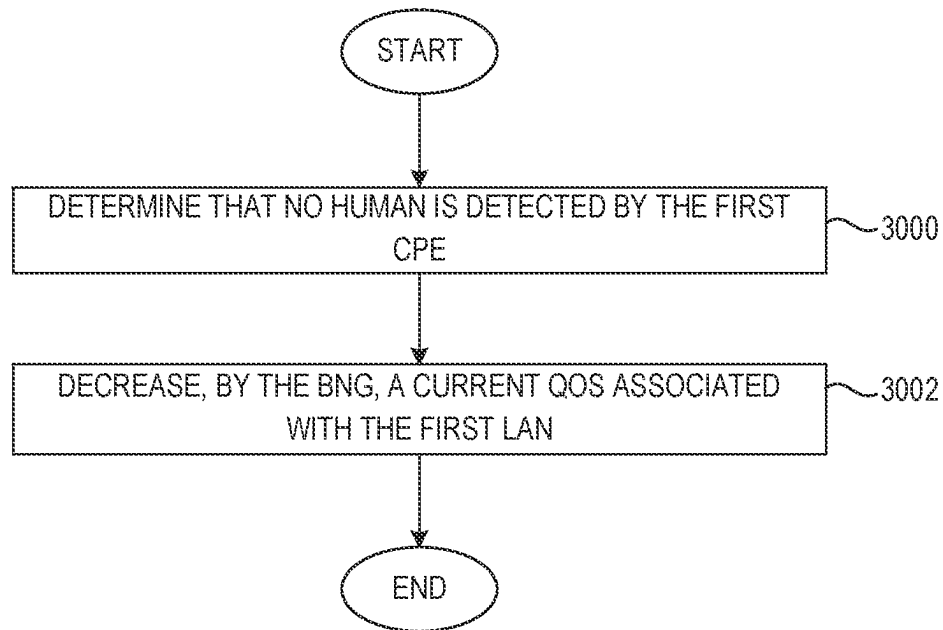 START
DETERMINE THAT NO HUMAN IS DETECTED BY THE FIRST
CPE
3000
DECREASE, BY THE BNG, A CURRENT QOS ASSOCIATED
WITH THE FIRST LAN
3002
END